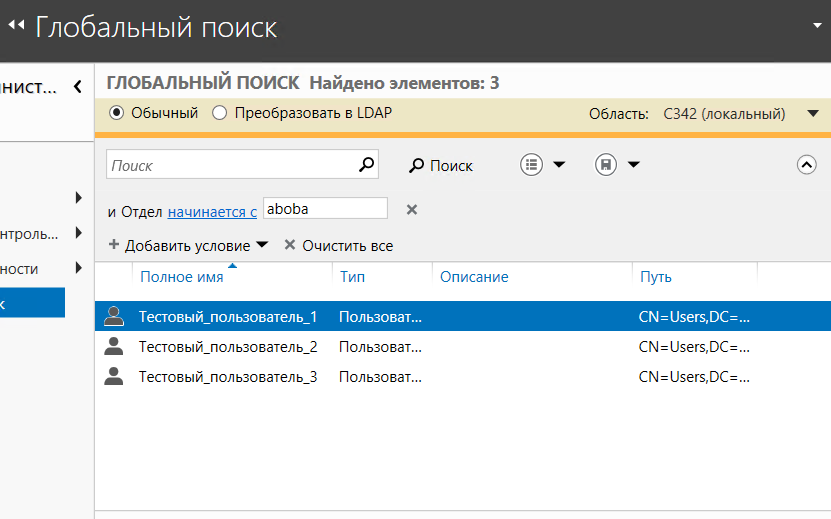 Глобальный поиск
нист...
ГЛОБАЛЬНЫЙ ПОИСК Найдено элементов: 3
Обычный Преобразовать в LDAP Область: C342 (локальный)
Поиск Поиск
и Отдел начинается с aboba
нтроль...
Добавить условие Очистить все
ности
Полное имя Тип Описание Путь
к
Тестовый_пользователь_1 Пользоват... CN=Users,DC=...
Тестовый_пользователь_2 Пользоват... CN=Users,DC=...
Тестовый_пользователь_3 Пользоват... CN=Users,DC=...